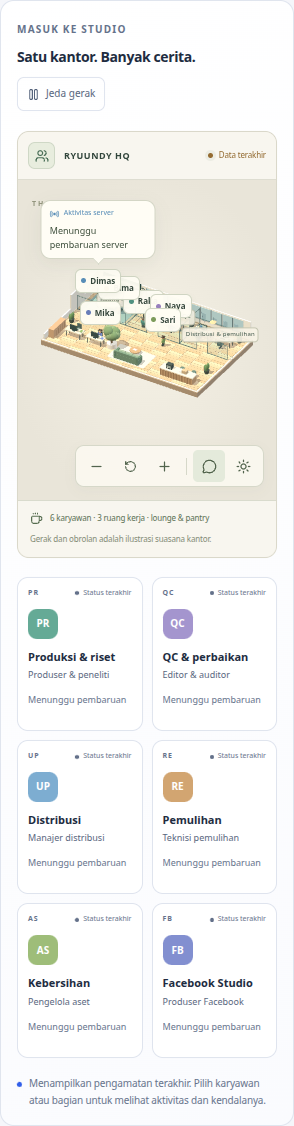 MASUK KE STUDIO
Satu kantor. Banyak cerita.
Jeda gerak
RYUUNDY HQ
Data terakhir
Aktivitas server
Menunggu
pembaruan server
Dimas
Naya
Mika
Sari
Distribusi & pemulihan
6 karyawan · 3 ruang kerja · lounge & pantry
Gerak dan obrolan adalah ilustrasi suasana kantor.
PR
Status terakhir
PR
Produksi & riset
Produser & peneliti
Menunggu pembaruan
QC
Status terakhir
QC
QC & perbaikan
Editor & auditor
Menunggu pembaruan
UP
Status terakhir
UP
Distribusi
Manajer distribusi
Menunggu pembaruan
RE
Status terakhir
RE
Pemulihan
Teknisi pemulihan
Menunggu pembaruan
AS
Status terakhir
AS
Kebersihan
Pengelola aset
Menunggu pembaruan
FB
Status terakhir
FB
Facebook Studio
Produser Facebook
Menunggu pembaruan
Menampilkan pengamatan terakhir. Pilih karyawan
atau bagian untuk melihat aktivitas dan kendalanya.